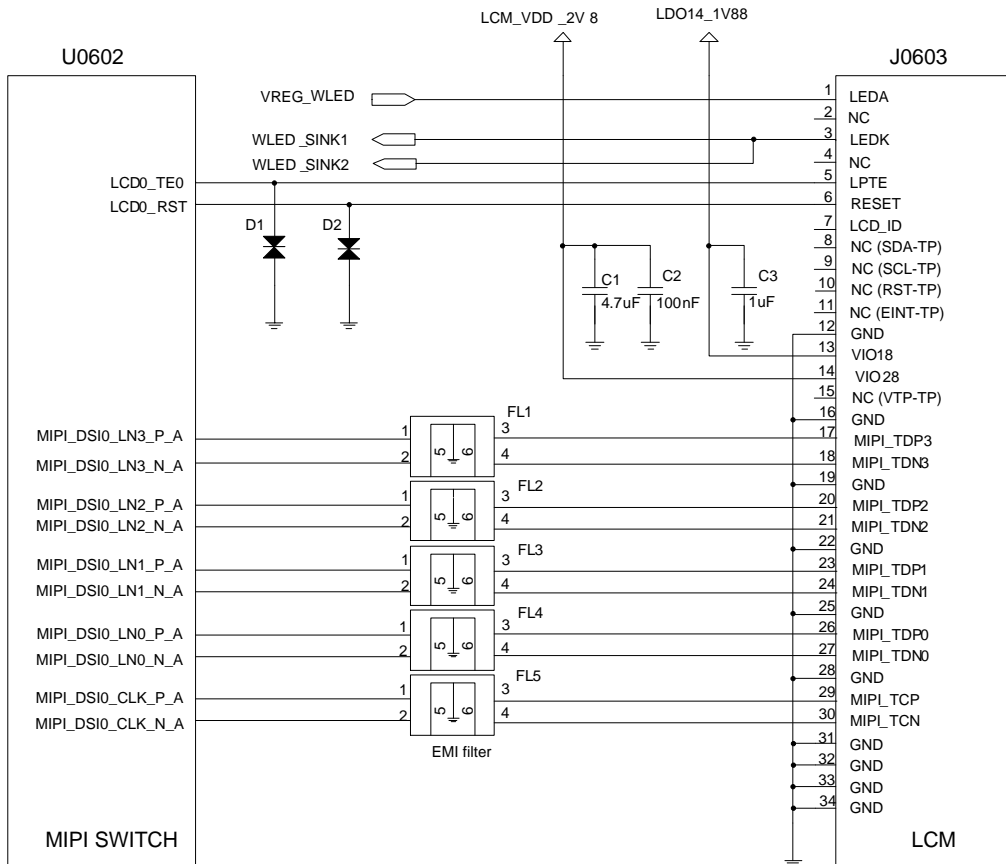 LCM_VDD _2V 8 LDO14_1V88
U0602 J0603
VREG_WLED 1 LEDA
2 NC
WLED _SINK1 3 LEDK
WLED _SINK2 4 NC
LCD0_TE0 5 LPTE
LCD0_RST 6 RESET
D1 D2 7 LCD_ID
8 NC (SDA-TP)
9 NC (SCL-TP)
C1 C2 C3 10 NC (RST-TP)
4.7uF 100nF 1uF 11 NC (EINT-TP)
12 GND
13 VIO18
14 VIO28
15 NC (VTP-TP)
FL1 16 GND
MIPI_DSI0_LN3_P_A 1 3 17 MIPI_TDP3
MIPI_DSI0_LN3_N_A 2 5 6 4 18 MIPI_TDN3
FL2 19 GND
MIPI_DSI0_LN2_P_A 1 3 20 MIPI_TDP2
MIPI_DSI0_LN2_N_A 2 5 6 4 21 MIPI_TDN2
FL3 22 GND
MIPI_DSI0_LN1_P_A 1 3 23 MIPI_TDP1
MIPI_DSI0_LN1_N_A 2 5 6 4 24 MIPI_TDN1
FL4 25 GND
MIPI_DSI0_LN0_P_A 1 3 26 MIPI_TDP0
MIPI_DSI0_LN0_N_A 2 5 6 4 27 MIPI_TDN0
FL5 28 GND
MIPI_DSI0_CLK_P_A 1 3 29 MIPI_TCP
MIPI_DSI0_CLK_N_A 2 5 6 4 30 MIPI_TCN
EMI filter 31 GND
32 GND
33 GND
34 GND
MIPI SWITCH LCM